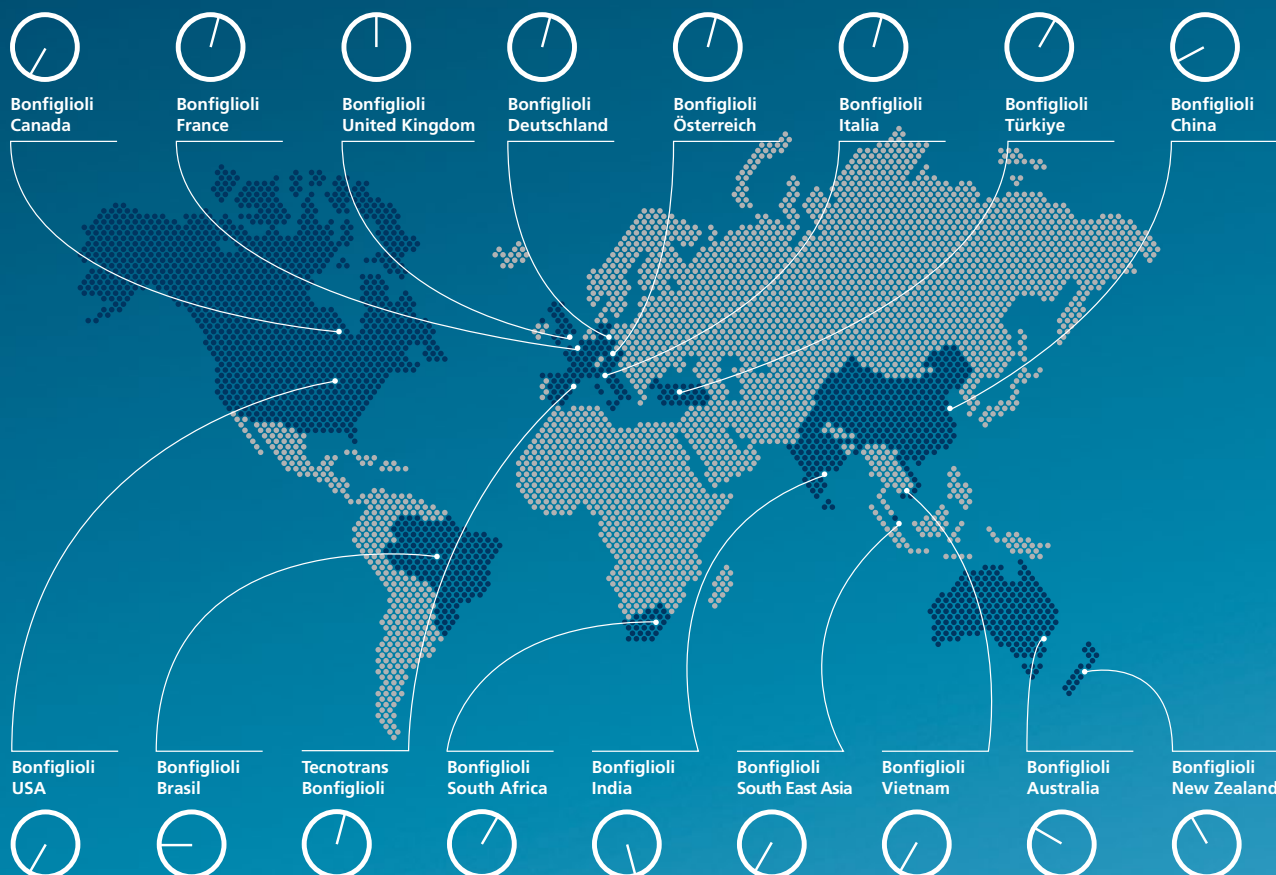 Bonfiglioli
Canada
Bonfiglioli
France
Bonfiglioli
United Kingdom
Bonfiglioli
Deutschland
Bonfiglioli
Österreich
Bonfiglioli
Italia
Bonfiglioli
Türkiye
Bonfiglioli
China
Bonfiglioli
USA
Bonfiglioli
Brasil
Tecnotrans
Bonfiglioli
Bonfiglioli
South Africa
Bonfiglioli
India
Bonfiglioli
South East Asia
Bonfiglioli
Vietnam
Bonfiglioli
Australia
Bonfiglioli
New Zealand